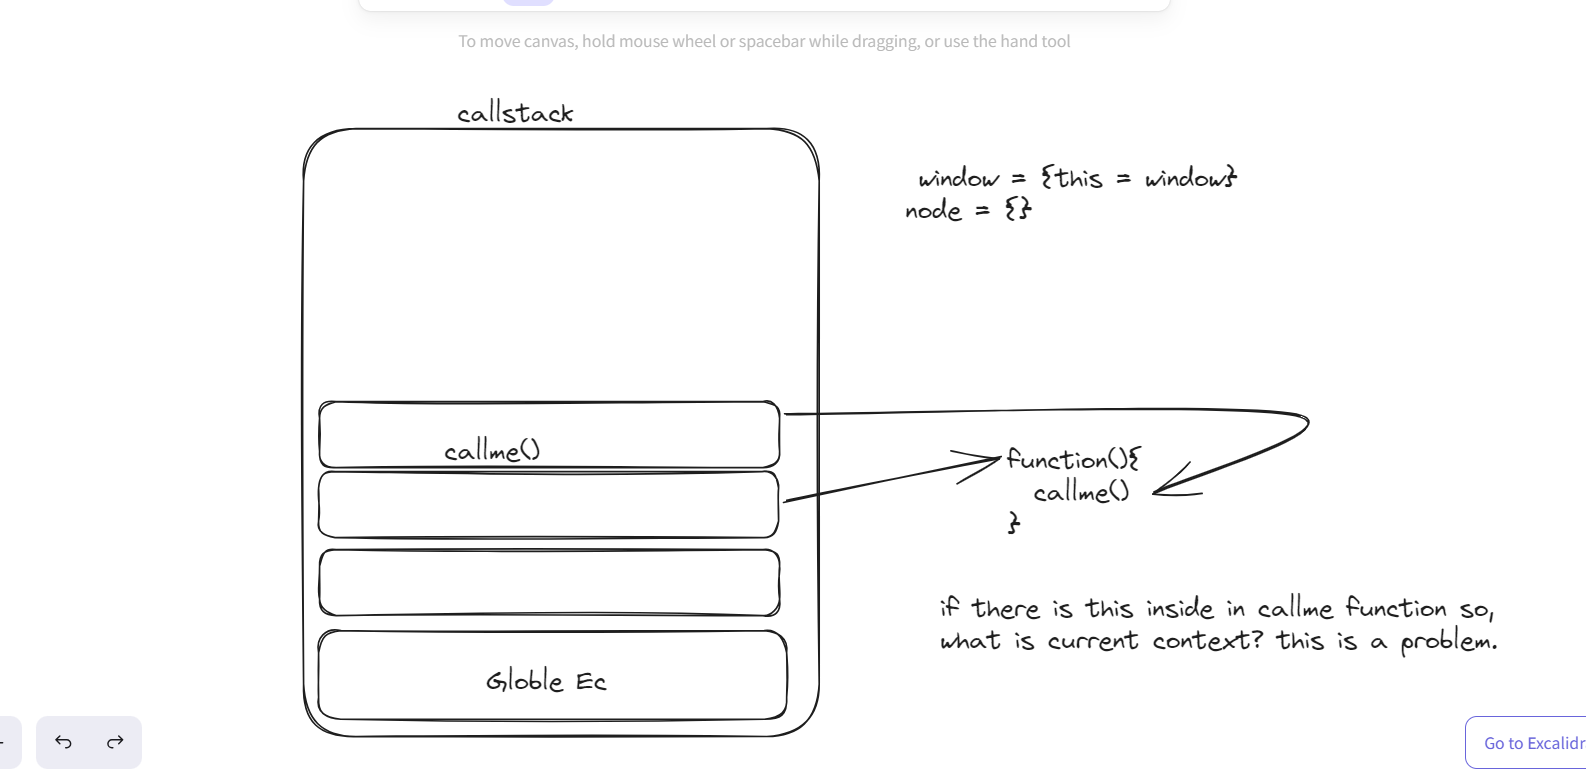 To move canvas, hold mouse wheel or spacebar while dragging, or use the hand tool
callstack
window = {this = window}
node = {}
callme()
function(){
callme()
}
if there is this inside in callme function so,
what is current context? this is a problem.
Globle Ec
Go to Excalidr